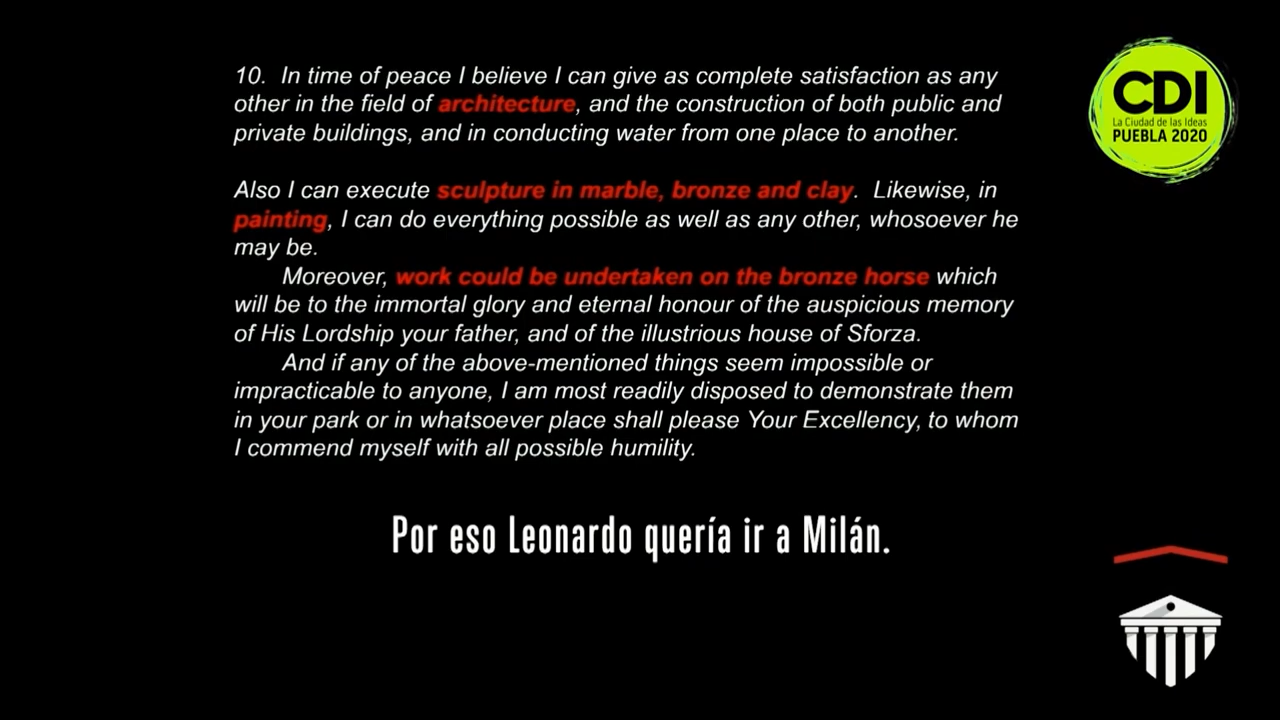 10. In time of peace I believe I can give as complete satisfaction as any
other in the field of architecture, and the construction of both public and
private buildings, and in conducting water from one place to another.
Also I can execute sculpture in marble, bronze and clay. Likewise, in
painting, I can do everything possible as well as any other, whosoever he
may be.
Moreover, work could be undertaken on the bronze horse which
will be to the immortal glory and eternal honour of the auspicious memory
of His Lordship your father, and of the illustrious house of Sforza.
And if any of the above-mentioned things seem impossible or
impracticable to anyone, I am most readily disposed to demonstrate them
in your park or in whatsoever place shall please Your Excellency, to whom
I commend myself with all possible humility.
Por eso Leonardo quería ir a Milán.
CDI
La Ciudad de las Ideas
PUEBLA 2020